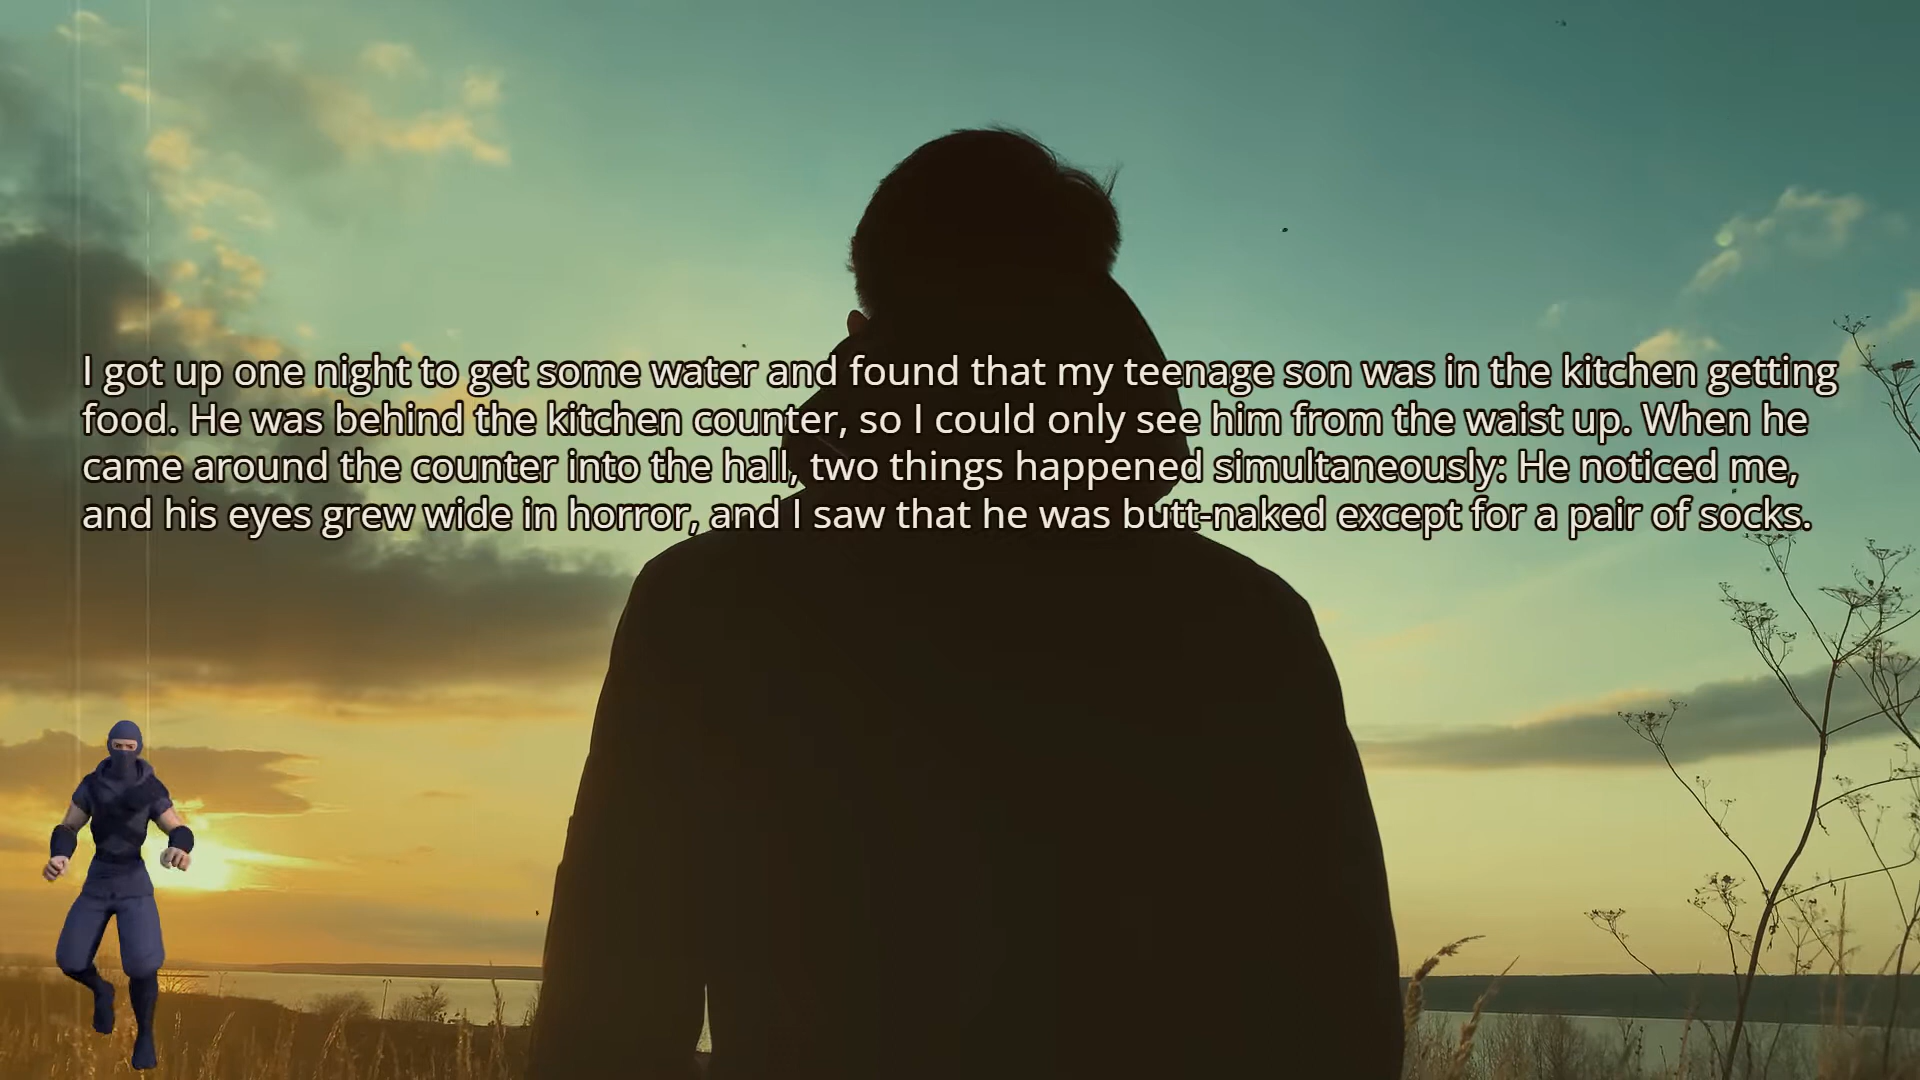 I got up one night to get some water and found that my teenage son was in the kitchen getting
food. He was behind the kitchen counter, so I could only see him from the waist up. When he
came around the counter into the hall, two things happened simultaneously: He noticed me,
and his eyes grew wide in horror, and I saw that he was butt-naked except for a pair of socks.